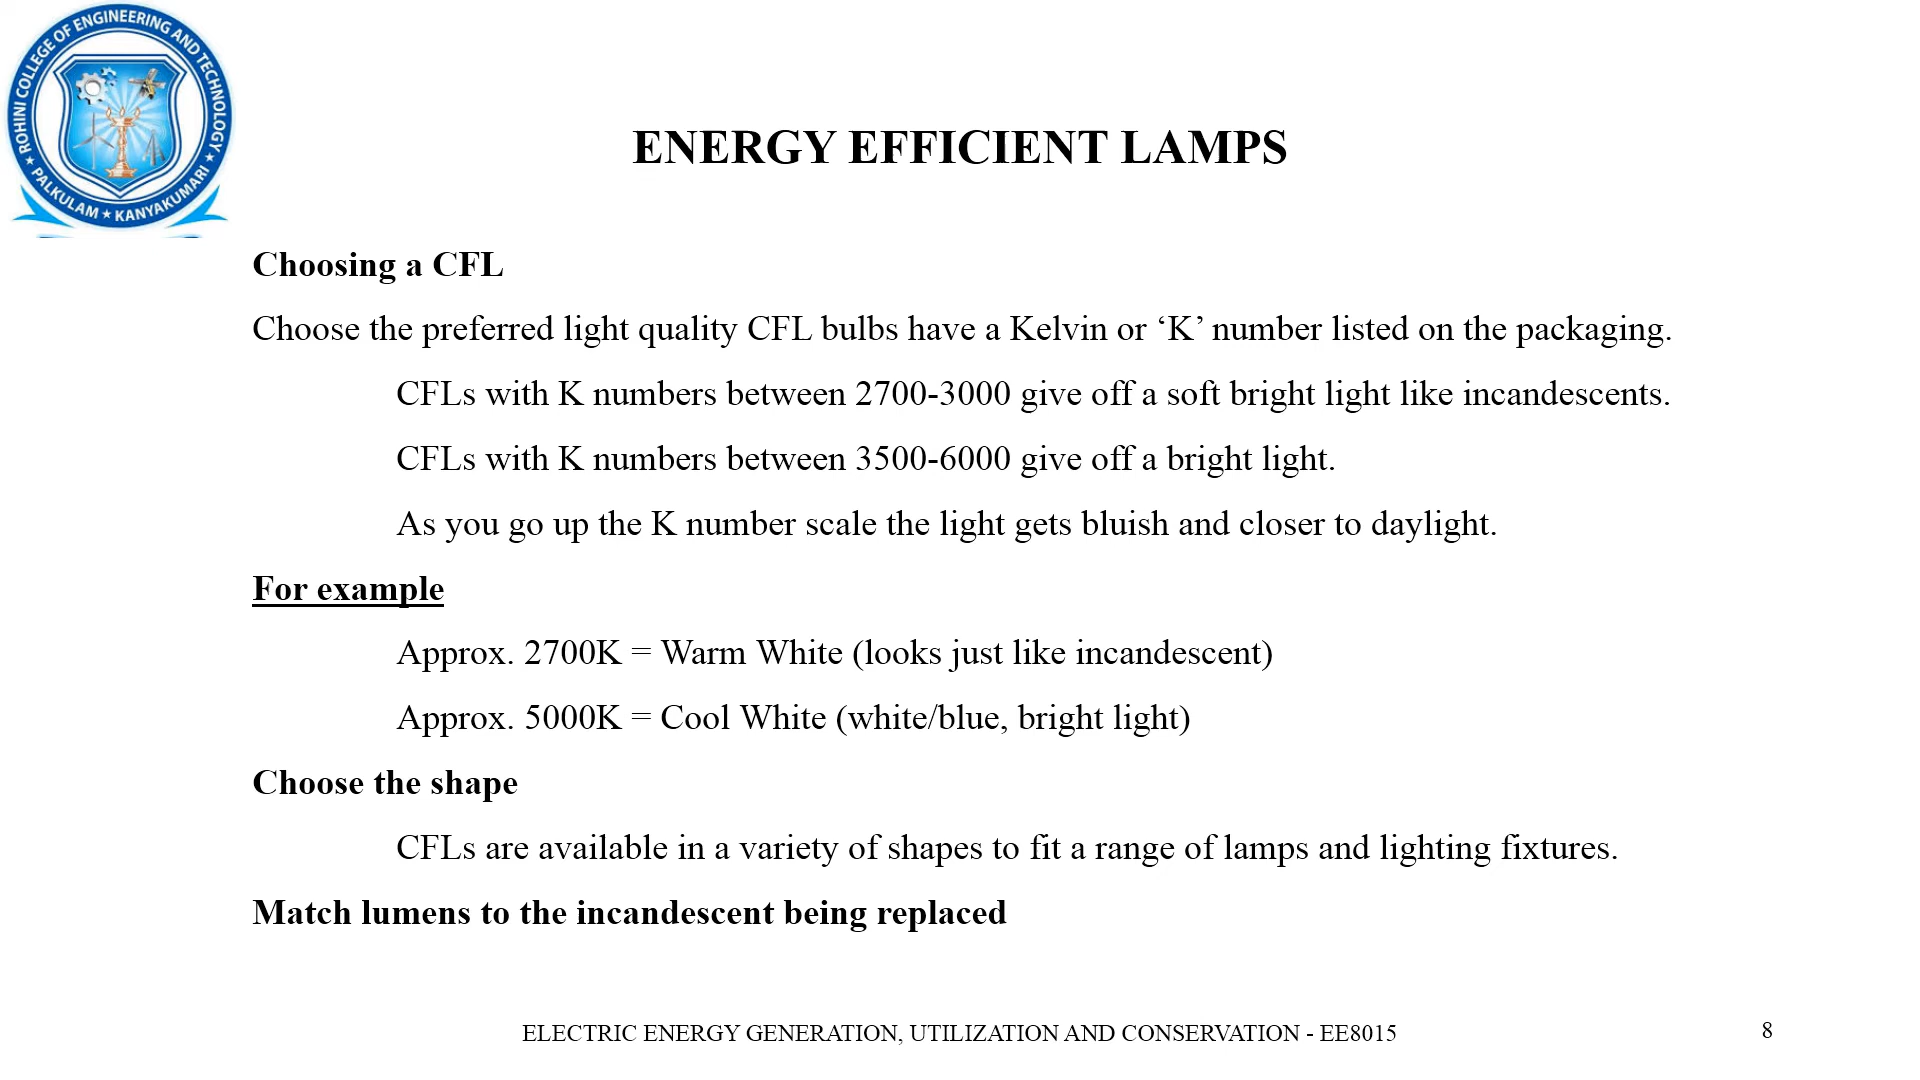 ROHINI COLLEGE OF ENGINEERING AND TECHNOLOGY
★ PALKULAM ★ KANYAKUMARI ★
ENERGY EFFICIENT LAMPS
Choosing a CFL
Choose the preferred light quality CFL bulbs have a Kelvin or ‘K’ number listed on the packaging.
CFLs with K numbers between 2700-3000 give off a soft bright light like incandescents.
CFLs with K numbers between 3500-6000 give off a bright light.
As you go up the K number scale the light gets bluish and closer to daylight.
For example
Approx. 2700K = Warm White (looks just like incandescent)
Approx. 5000K = Cool White (white/blue, bright light)
Choose the shape
CFLs are available in a variety of shapes to fit a range of lamps and lighting fixtures.
Match lumens to the incandescent being replaced
ELECTRIC ENERGY GENERATION, UTILIZATION AND CONSERVATION - EE8015
8